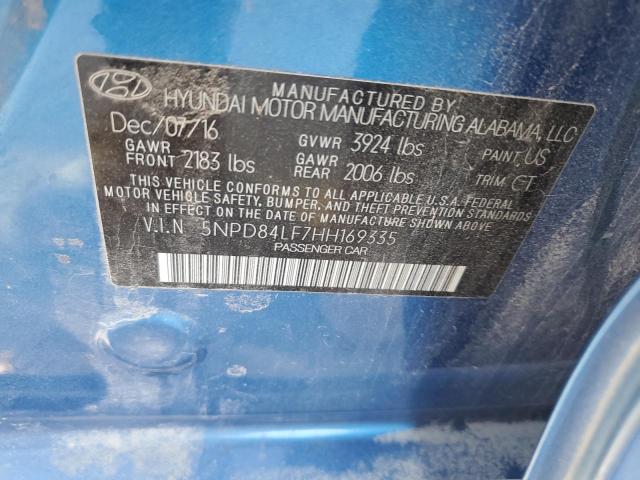 MANUFACTURED BY
HYUNDAI MOTOR MANUFACTURING ALABAMA, LLC
Dec/07/16 GVWR 3924 lbs PAINT US
GAWR FRONT 2183 lbs GAWR REAR 2006 lbs TRIM CT
THIS VEHICLE CONFORMS TO ALL APPLICABLE U.S.A. FEDERAL
MOTOR VEHICLE SAFETY, BUMPER, AND THEFT PREVENTION STANDARDS
IN EFFECT ON THE DATE OF MANUFACTURE SHOWN ABOVE.
V.I.N 5NPD84LF7HH169335
PASSENGER CAR